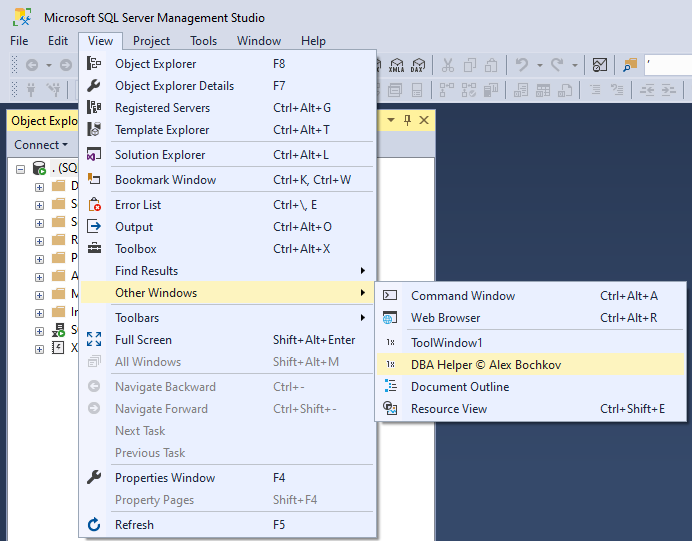 Microsoft SQL Server Management Studio
File Edit View Project Tools Window Help
XMLA DAX
Object Explo
Connect
. (SQ
D
S
S
R
P
A
M
In
X
Object Explorer F8
Object Explorer Details F7
Registered Servers Ctrl+Alt+G
Template Explorer Ctrl+Alt+T
Solution Explorer Ctrl+Alt+L
Bookmark Window Ctrl+K, Ctrl+W
Error List Ctrl+\, E
Output Ctrl+Alt+O
Toolbox Ctrl+Alt+X
Find Results
Other Windows
Toolbars
Full Screen Shift+Alt+Enter
All Windows Shift+Alt+M
Navigate Backward Ctrl+-
Navigate Forward Ctrl+Shift+-
Next Task
Previous Task
Properties Window F4
Property Pages Shift+F4
Refresh F5
Command Window Ctrl+Alt+A
Web Browser Ctrl+Alt+R
ToolWindow1
DBA Helper © Alex Bochkov
Document Outline
Resource View Ctrl+Shift+E